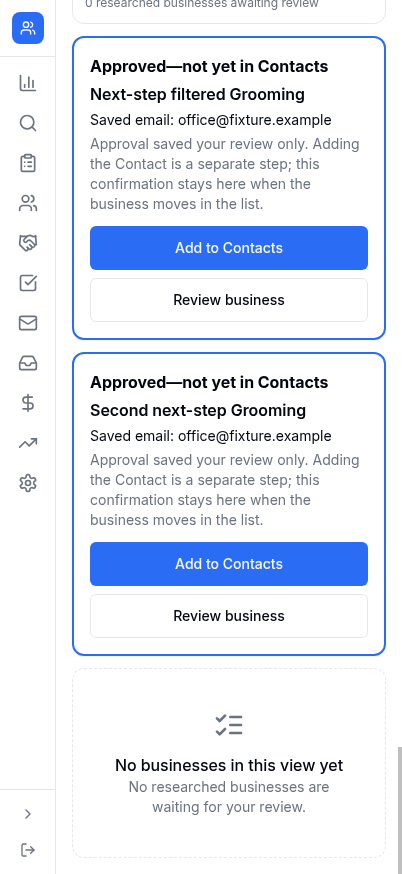 0 researched businesses awaiting review
Approved—not yet in Contacts
Next-step filtered Grooming
Saved email: office@fixture.example
Approval saved your review only. Adding
the Contact is a separate step; this
confirmation stays here when the
business moves in the list.
Add to Contacts
Review business
Approved—not yet in Contacts
Second next-step Grooming
Saved email: office@fixture.example
Approval saved your review only. Adding
the Contact is a separate step; this
confirmation stays here when the
business moves in the list.
Add to Contacts
Review business
No businesses in this view yet
No researched businesses are
waiting for your review.